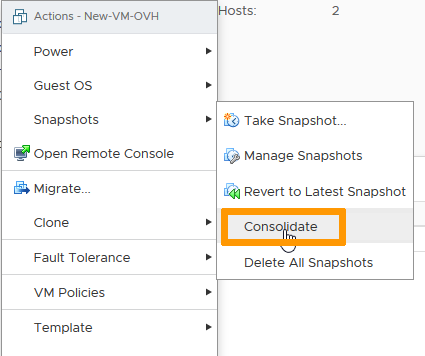 Actions - New-VM-OVH
Hosts: 2
Power
Guest OS
Snapshots
Open Remote Console
Migrate...
Clone
Fault Tolerance
VM Policies
Template
Take Snapshot...
Manage Snapshots
Revert to Latest Snapshot
Consolidate
Delete All Snapshots